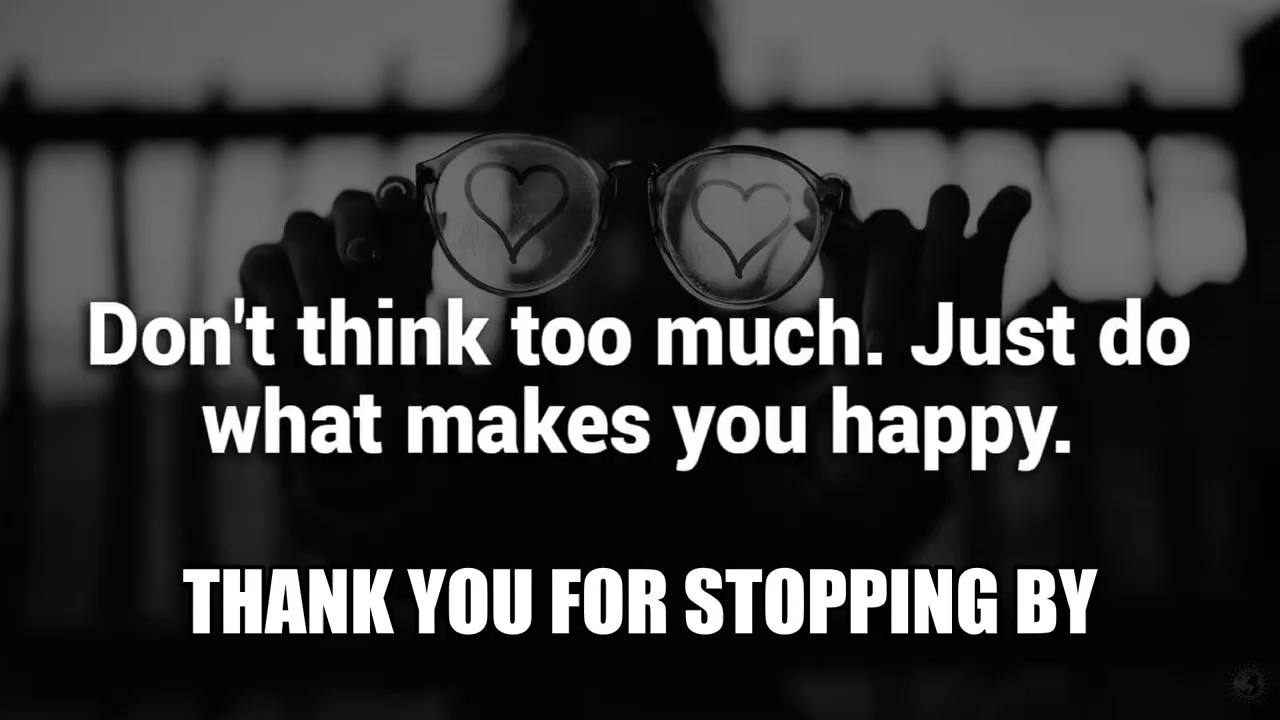 Don't think too much. Just do
what makes you happy.
THANK YOU FOR STOPPING BY